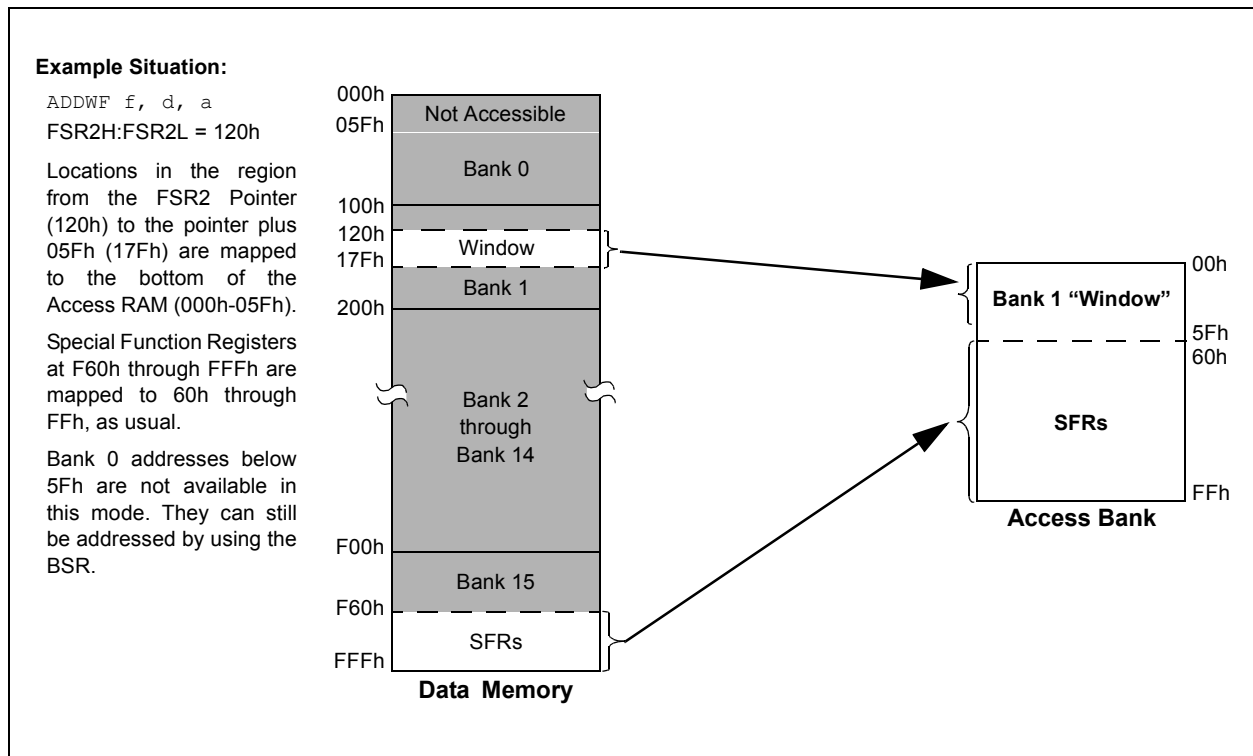 Example Situation:
ADDWF f, d, a
FSR2H:FSR2L = 120h
Locations in the region
from the FSR2 Pointer
(120h) to the pointer plus
05Fh (17Fh) are mapped
to the bottom of the
Access RAM (000h-05Fh).
Special Function Registers
at F60h through FFFh are
mapped to 60h through
FFh, as usual.
Bank 0 addresses below
5Fh are not available in
this mode. They can still
be addressed by using the
BSR.
000h
Not Accessible
05Fh
Bank 0
100h
120h
Window
17Fh
Bank 1
200h
Bank 2
through
Bank 14
F00h
Bank 15
F60h
SFRs
FFFh
Data Memory
00h
Bank 1 “Window”
5Fh
60h
SFRs
FFh
Access Bank